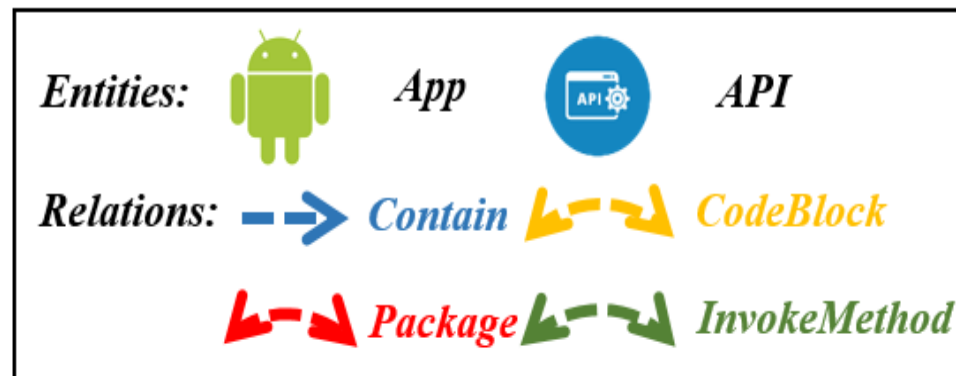 Entities: App API API
Relations: Contain CodeBlock
Package InvokeMethod